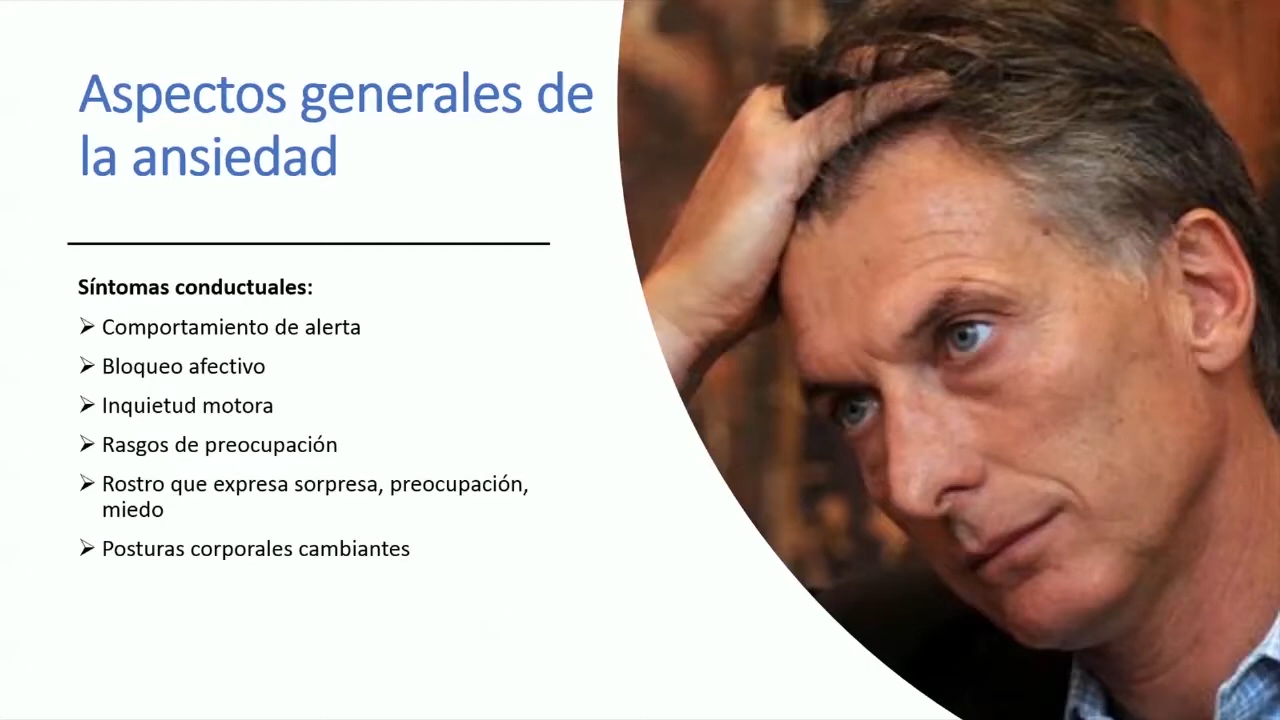 Aspectos generales de
la ansiedad
Síntomas conductuales:
➢ Comportamiento de alerta
➢ Bloqueo afectivo
➢ Inquietud motora
➢ Rasgos de preocupación
➢ Rostro que expresa sorpresa, preocupación,
miedo
➢ Posturas corporales cambiantes